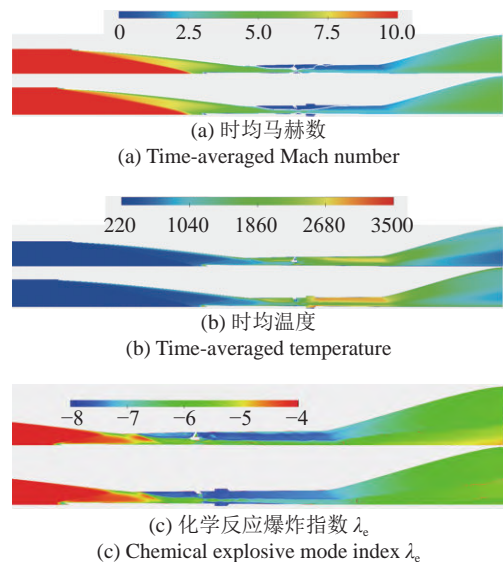 0 2.5 5.0 7.5 10.0
(a) 时均马赫数
(a) Time-averaged Mach number
220 1040 1860 2680 3500
(b) 时均温度
(b) Time-averaged temperature
−8 −7 −6 −5 −4
(c) 化学反应爆炸指数 λₑ
(c) Chemical explosive mode index λₑ